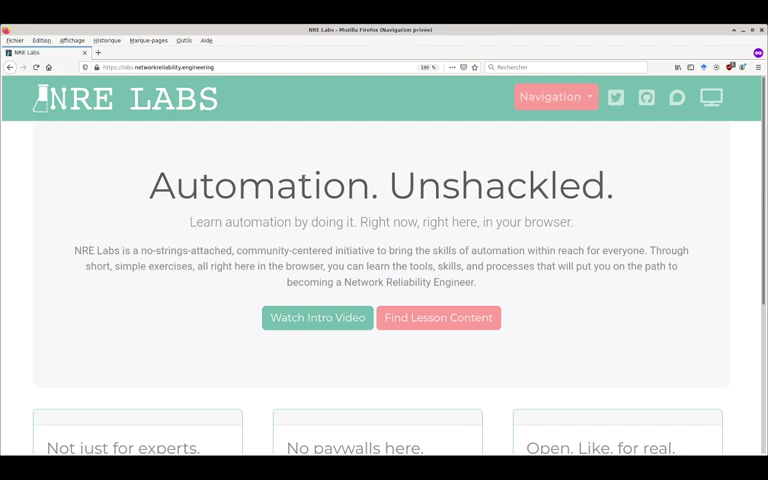 NRE Labs - Mozilla Firefox (Navigation privée)
Fichier Edition Affichage Historique Marque-pages Outils Aide
NRE Labs
https://labs.networkreliability.engineering
190 %
Rechercher
NRE LABS
Navigation
Automation. Unshackled.
Learn automation by doing it. Right now, right here, in your browser.
NRE Labs is a no-strings-attached, community-centered initiative to bring the skills of automation within reach for everyone. Through
short, simple exercises, all right here in the browser, you can learn the tools, skills, and processes that will put you on the path to
becoming a Network Reliability Engineer.
Watch Intro Video Find Lesson Content
Not just for experts. No paywalls here. Open. Like, for real.